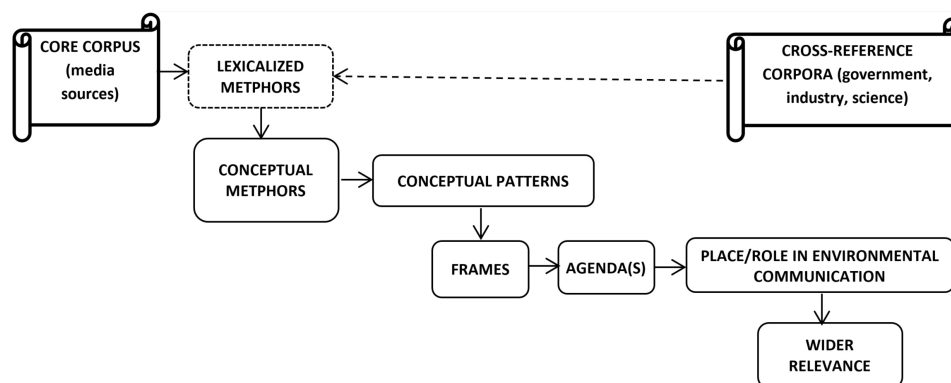 CORE CORPUS
(media
sources)
LEXICALIZED
METPHORS
CROSS-REFERENCE
CORPORA (government,
industry, science)
CONCEPTUAL
METPHORS
CONCEPTUAL PATTERNS
FRAMES
AGENDA(S)
PLACE/ROLE IN ENVIRONMENTAL
COMMUNICATION
WIDER
RELEVANCE